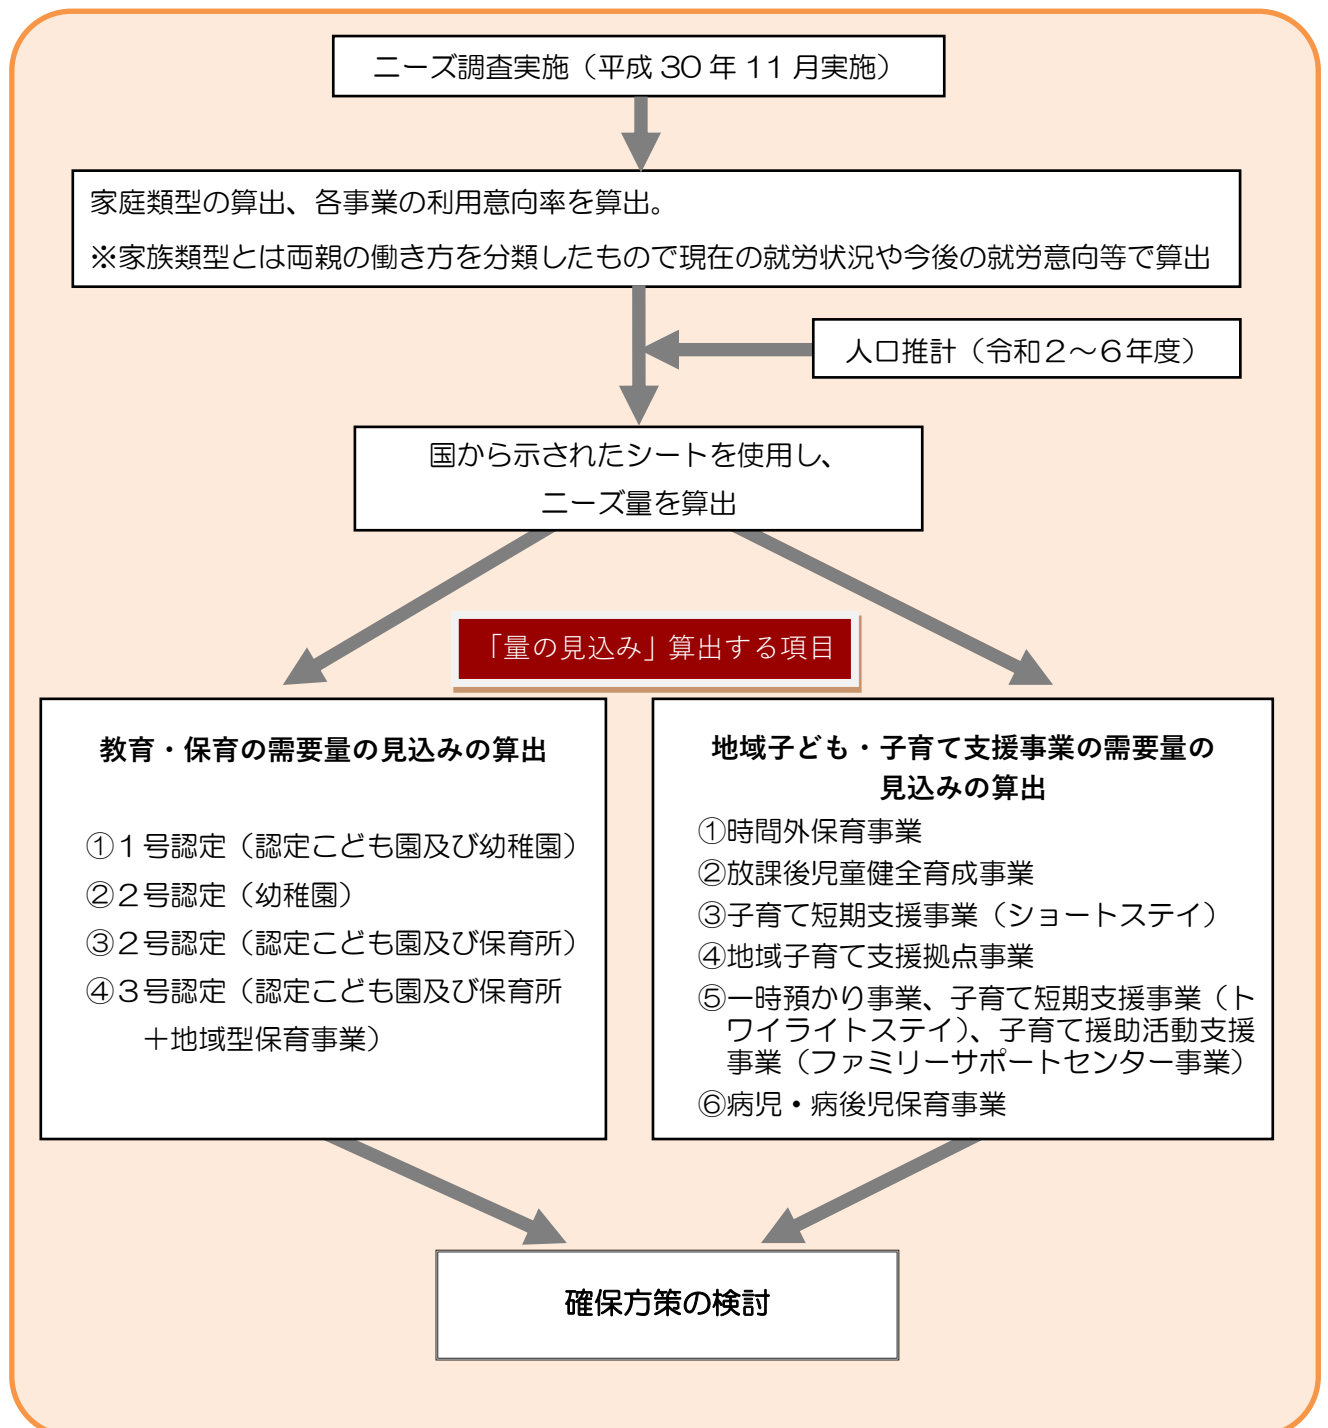 ニーズ調査実施（平成 30 年 11 月実施）
家庭類型の算出、各事業の利用意向率を算出。
※家族類型とは両親の働き方を分類したもので現在の就労状況や今後の就労意向等で算出
人口推計（令和２～６年度）
国から示されたシートを使用し、
ニーズ量を算出
「量の見込み」算出する項目
教育・保育の需要量の見込みの算出
①１号認定（認定こども園及び幼稚園）
②２号認定（幼稚園）
③２号認定（認定こども園及び保育所）
④３号認定（認定こども園及び保育所
＋地域型保育事業）
地域子ども・子育て支援事業の需要量の
見込みの算出
①時間外保育事業
②放課後児童健全育成事業
③子育て短期支援事業（ショートステイ）
④地域子育て支援拠点事業
⑤一時預かり事業、子育て短期支援事業（ト
ワイライトステイ）、子育て援助活動支援
事業（ファミリーサポートセンター事業）
⑥病児・病後児保育事業
確保方策の検討